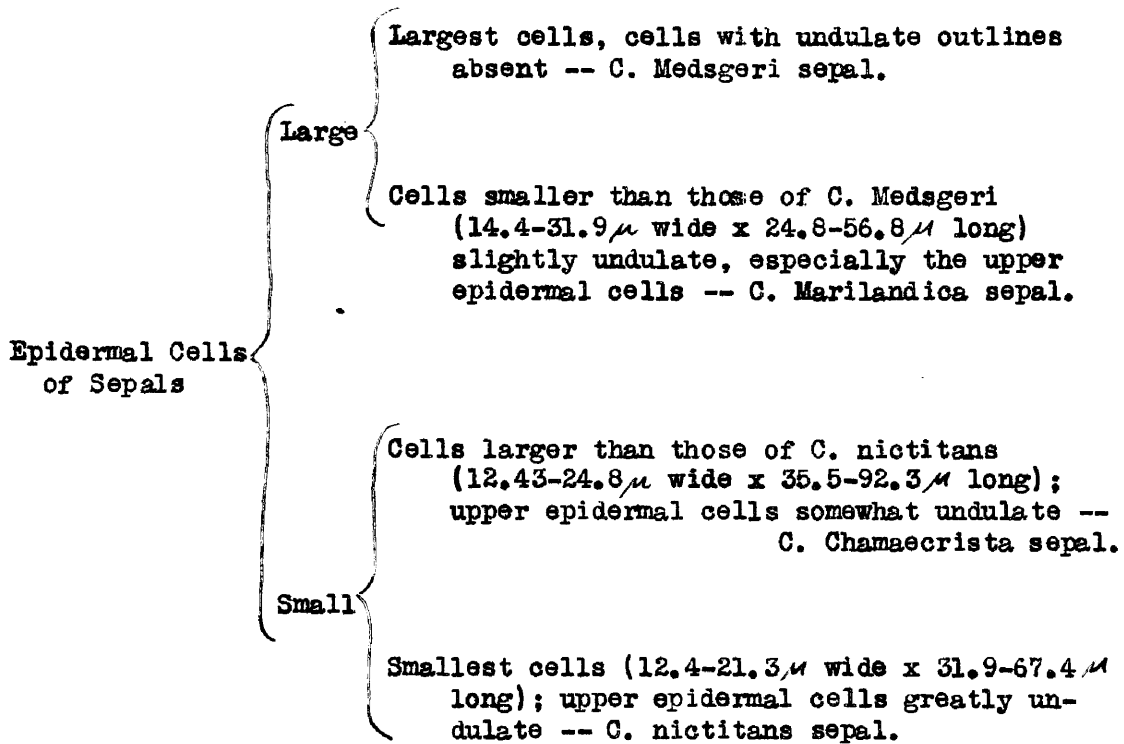 Largest cells, cells with undulate outlines
absent -- C. Medsgeri sepal.
Large
Cells smaller than those of C. Medsgeri
(14.4-31.9μ wide x 24.8-56.8μ long)
slightly undulate, especially the upper
epidermal cells -- C. Marilandica sepal.
Epidermal Cells
of Sepals
Cells larger than those of C. nictitans
(12.43-24.8μ wide x 35.5-92.3μ long);
upper epidermal cells somewhat undulate --
C. Chamaecrista sepal.
Small
Smallest cells (12.4-21.3μ wide x 31.9-67.4μ
long); upper epidermal cells greatly un-
dulate -- C. nictitans sepal.